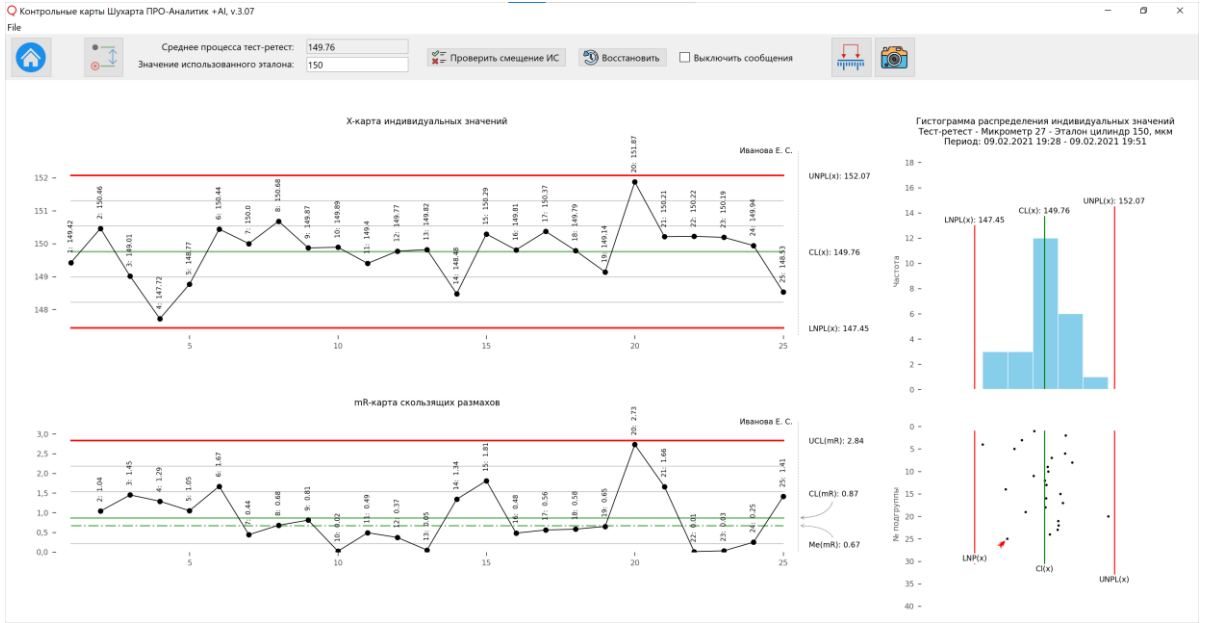 Контрольные карты Шухарта ПРО-Аналитик +AI, v.3.07
File
Среднее процесса тест-ретест: 149.76
Значение использованного эталона: 150
Проверить смещение ИС
Восстановить
Выключить сообщения
X-карта индивидуальных значений
Иванова Е. С.
152
151
150
149
148
1: 149.42
2: 150.46
3: 149.01
4: 147.72
5: 148.77
6: 150.44
7: 150.0
8: 150.68
9: 149.87
10: 149.89
11: 149.4
12: 149.77
13: 149.82
14: 148.48
15: 150.29
16: 149.81
17: 150.37
18: 149.79
19: 149.14
20: 151.87
21: 150.21
22: 150.22
23: 150.19
24: 149.94
25: 148.53
UNPL(x): 152.07
CL(x): 149.76
LNPL(x): 147.45
5 10 15 20 25
mR-карта скользящих размахов
Иванова Е. С.
3,0
2,5
2,0
1,5
1,0
0,5
0,0
2: 1.04
3: 1.45
4: 1.29
5: 1.05
6: 1.67
7: 0.44
8: 0.68
9: 0.81
10: 0.02
11: 0.49
12: 0.37
13: 0.05
14: 1.34
15: 1.81
16: 0.48
17: 0.56
18: 0.58
19: 0.65
20: 2.73
21: 1.66
22: 0.01
23: 0.03
24: 0.25
25: 1.41
UCL(mR): 2.84
CL(mR): 0.87
Me(mR): 0.67
5 10 15 20 25
Гистограмма распределения индивидуальных значений
Тест-ретест - Микрометр 27 - Эталон цилиндр 150, мкм
Период: 09.02.2021 19:28 - 09.02.2021 19:51
Частота
18
16
14
12
10
8
6
4
2
0
LNPL(x): 147.45
CL(x): 149.76
UNPL(x): 152.07
№ подгруппы
0
5
10
15
20
25
30
35
40
LNP(x)
Cl(x)
UNPL(x)